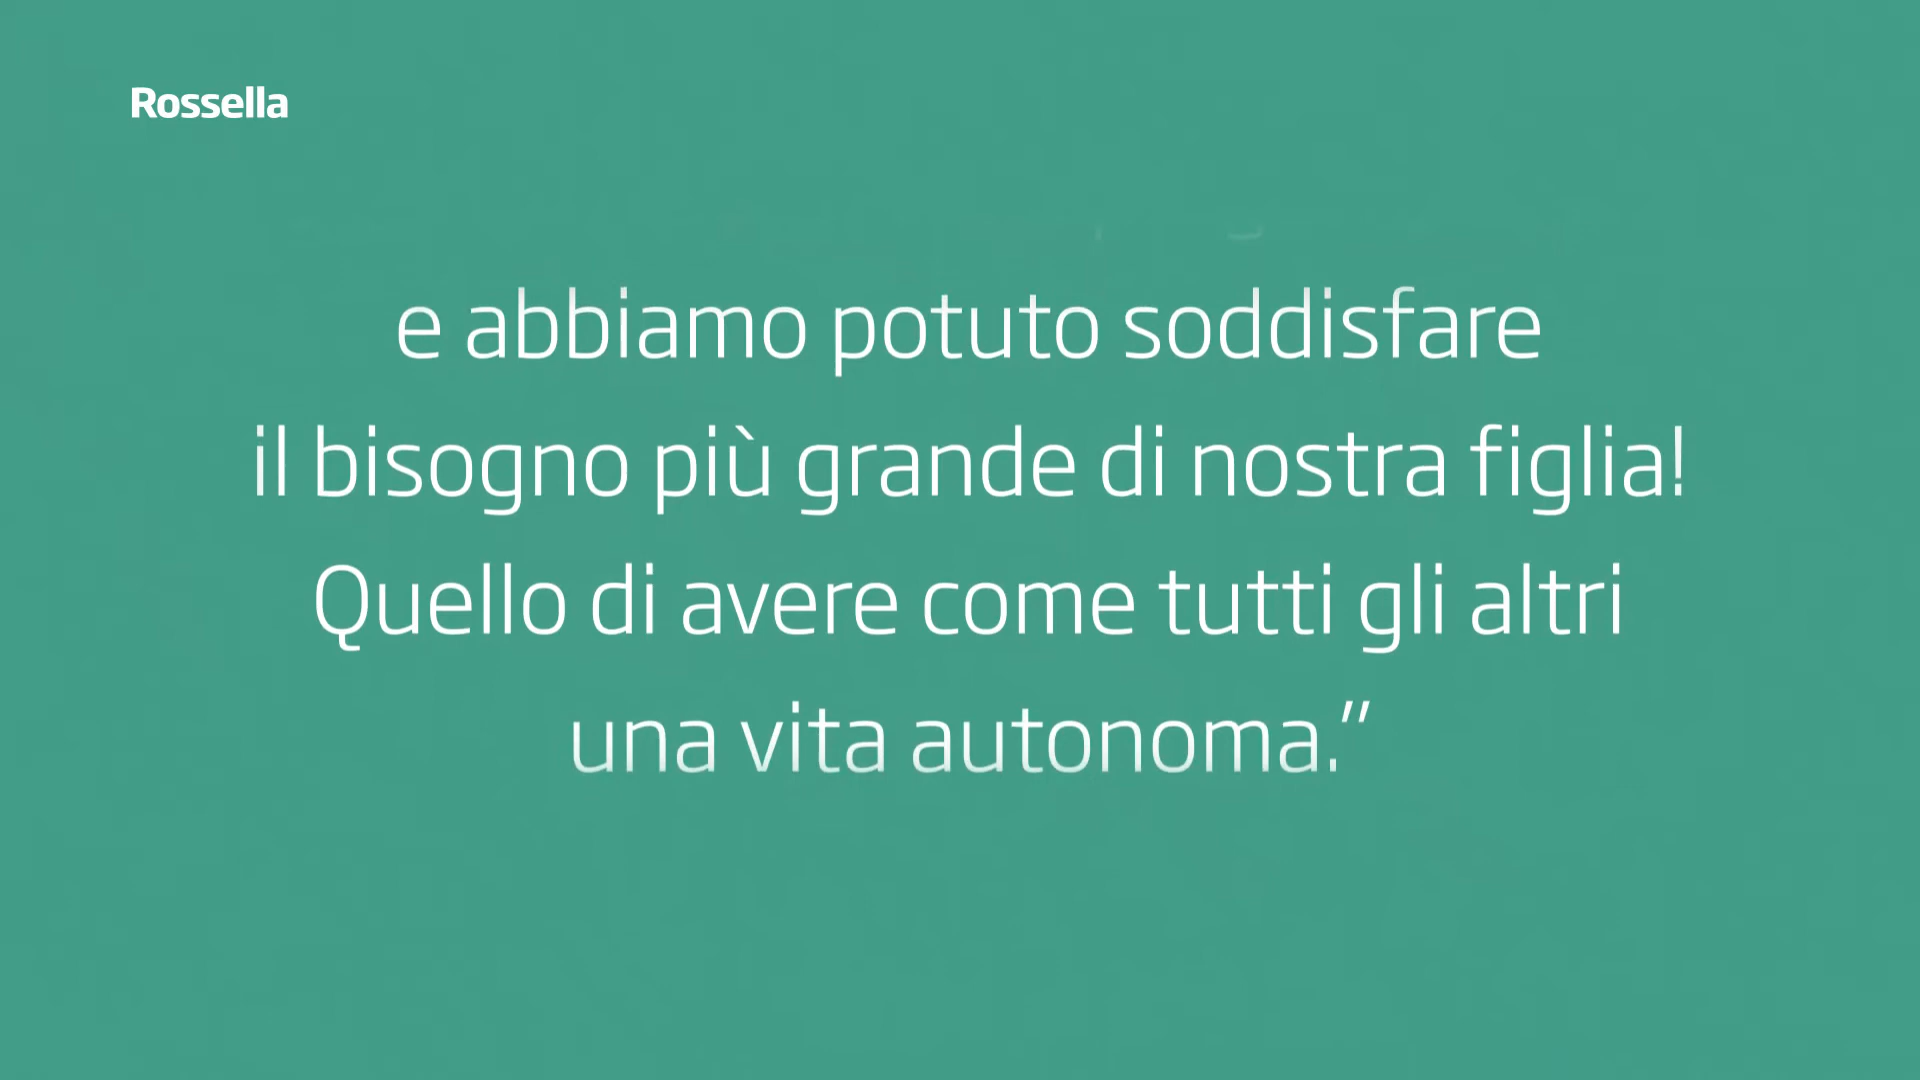 Rossella
e abbiamo potuto soddisfare
il bisogno più grande di nostra figlia!
Quello di avere come tutti gli altri
una vita autonoma.”